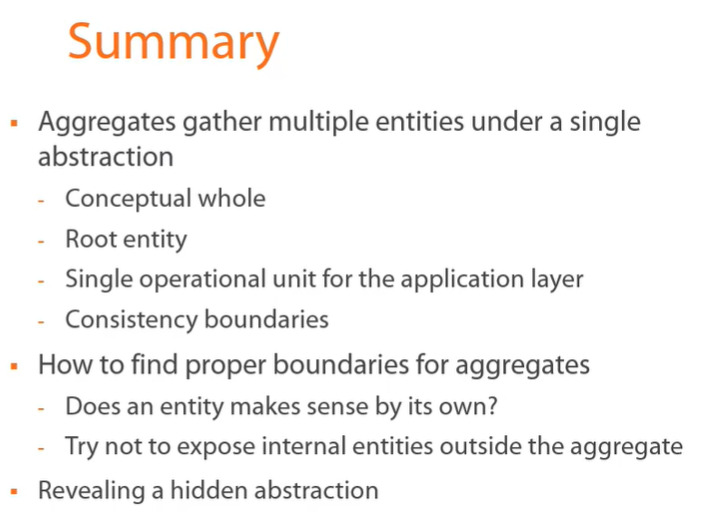 Summary
▪ Aggregates gather multiple entities under a single
abstraction
- Conceptual whole
- Root entity
- Single operational unit for the application layer
- Consistency boundaries
▪ How to find proper boundaries for aggregates
- Does an entity makes sense by its own?
- Try not to expose internal entities outside the aggregate
▪ Revealing a hidden abstraction